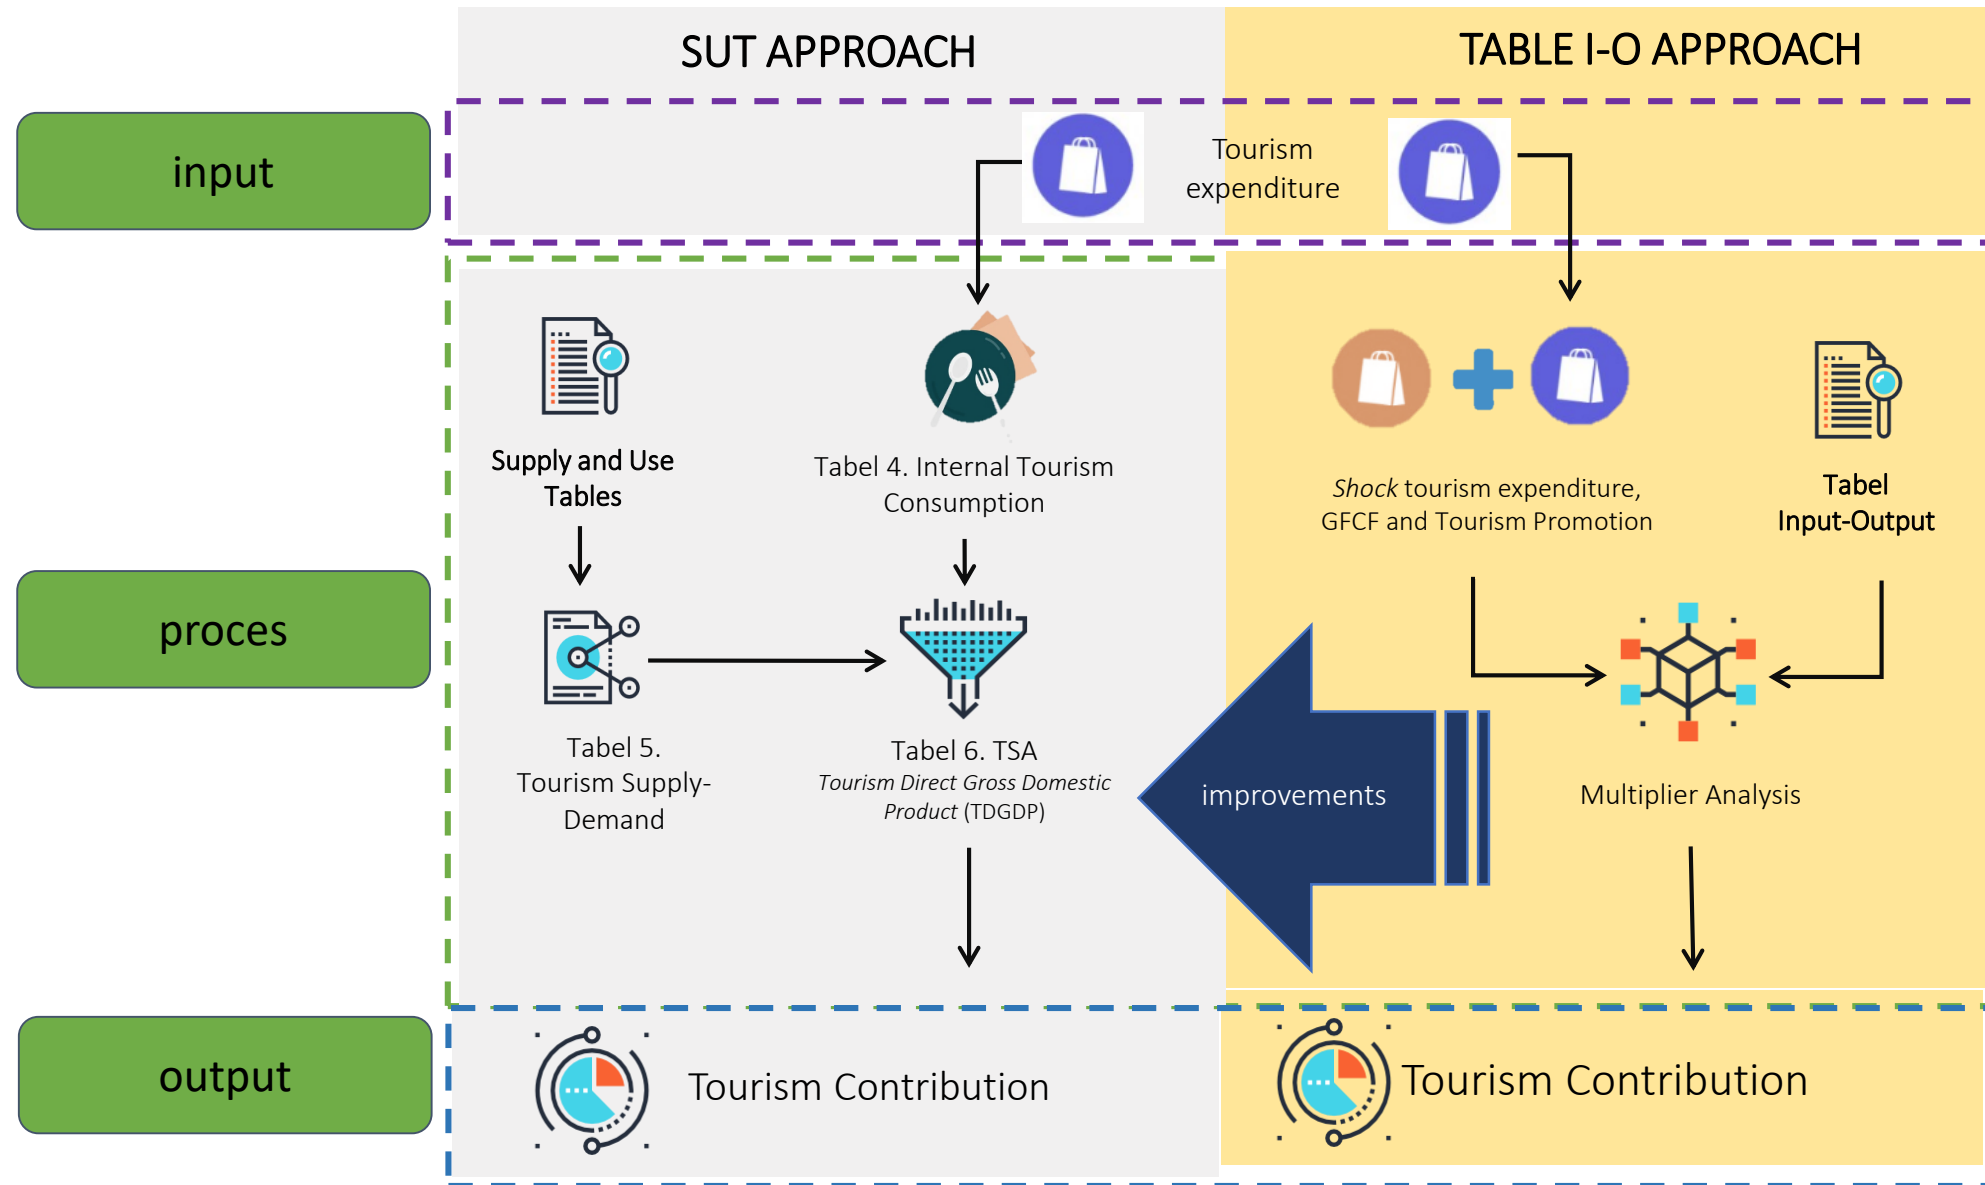 SUT APPROACH
TABLE I-O APPROACH
input
Tourism
expenditure
Supply and Use
Tables
Tabel 4. Internal Tourism
Consumption
Shock tourism expenditure,
GFCF and Tourism Promotion
Tabel
Input-Output
proces
Tabel 5.
Tourism Supply-
Demand
Tabel 6. TSA
Tourism Direct Gross Domestic
Product (TDGDP)
improvements
Multiplier Analysis
output
Tourism Contribution
Tourism Contribution